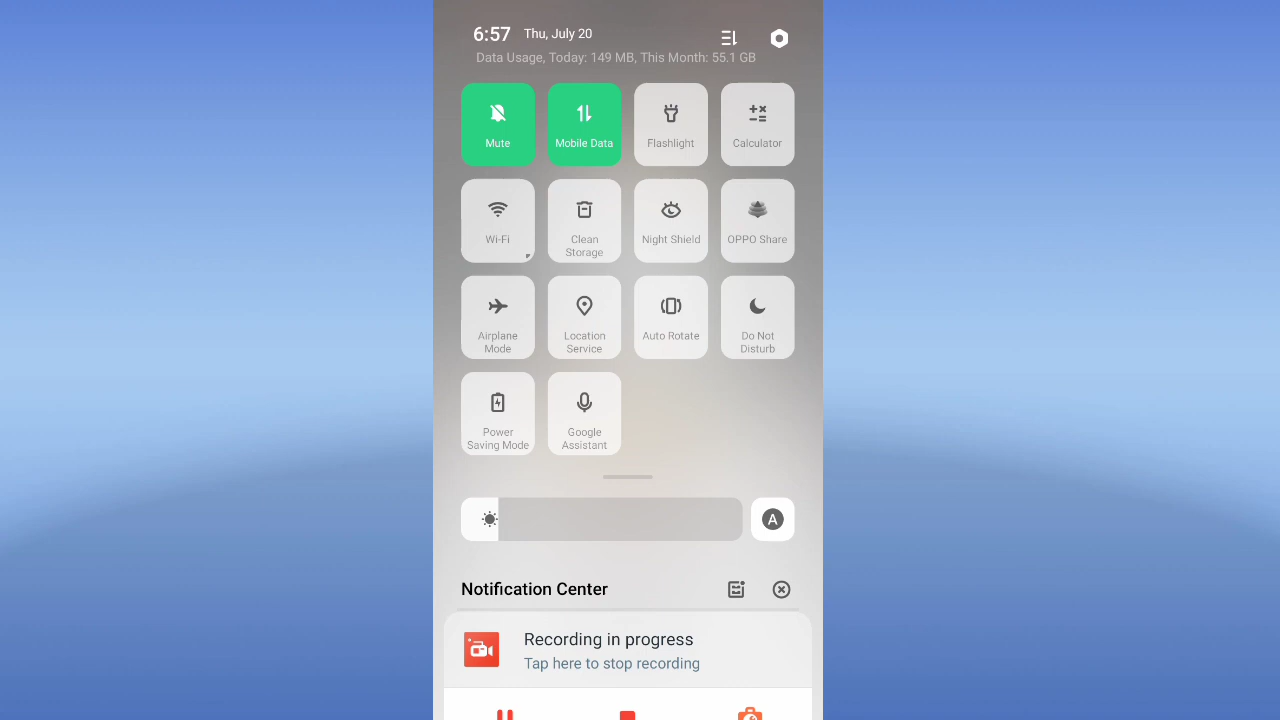 6:57 Thu, July 20
Data Usage, Today: 149 MB, This Month: 55.1 GB
Mute
Mobile Data
Flashlight
Calculator
Wi-Fi
Clean
Storage
Night Shield
OPPO Share
Airplane
Mode
Location
Service
Auto Rotate
Do Not
Disturb
Power
Saving Mode
Google
Assistant
A
Notification Center
Recording in progress
Tap here to stop recording